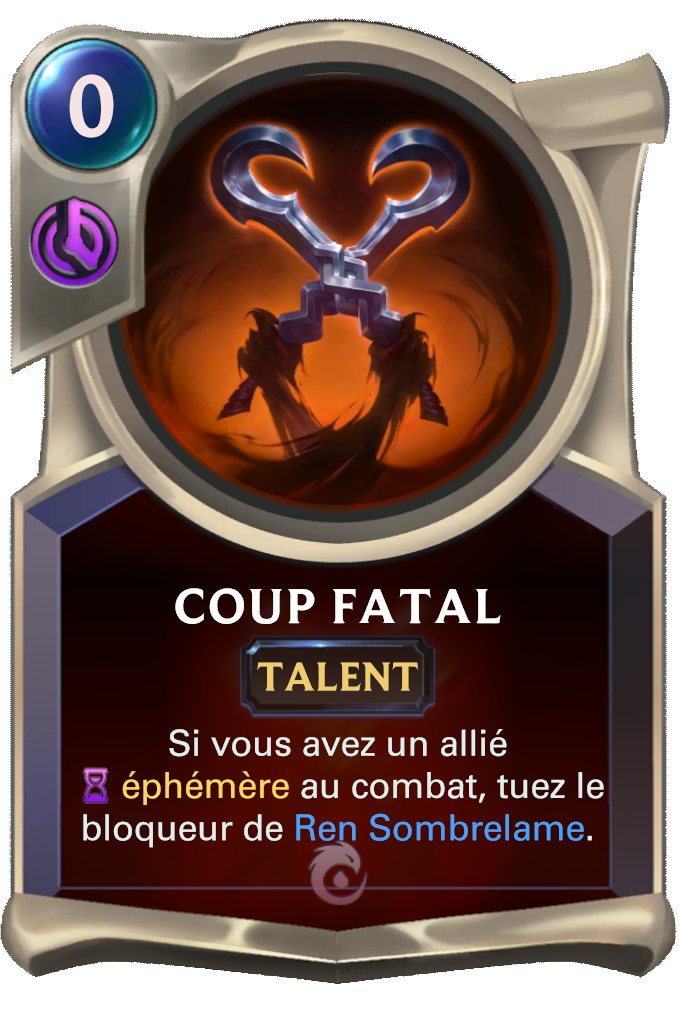 0
COUP FATAL
TALENT
Si vous avez un allié
éphémère au combat, tuez le
bloqueur de Ren Sombrelame.